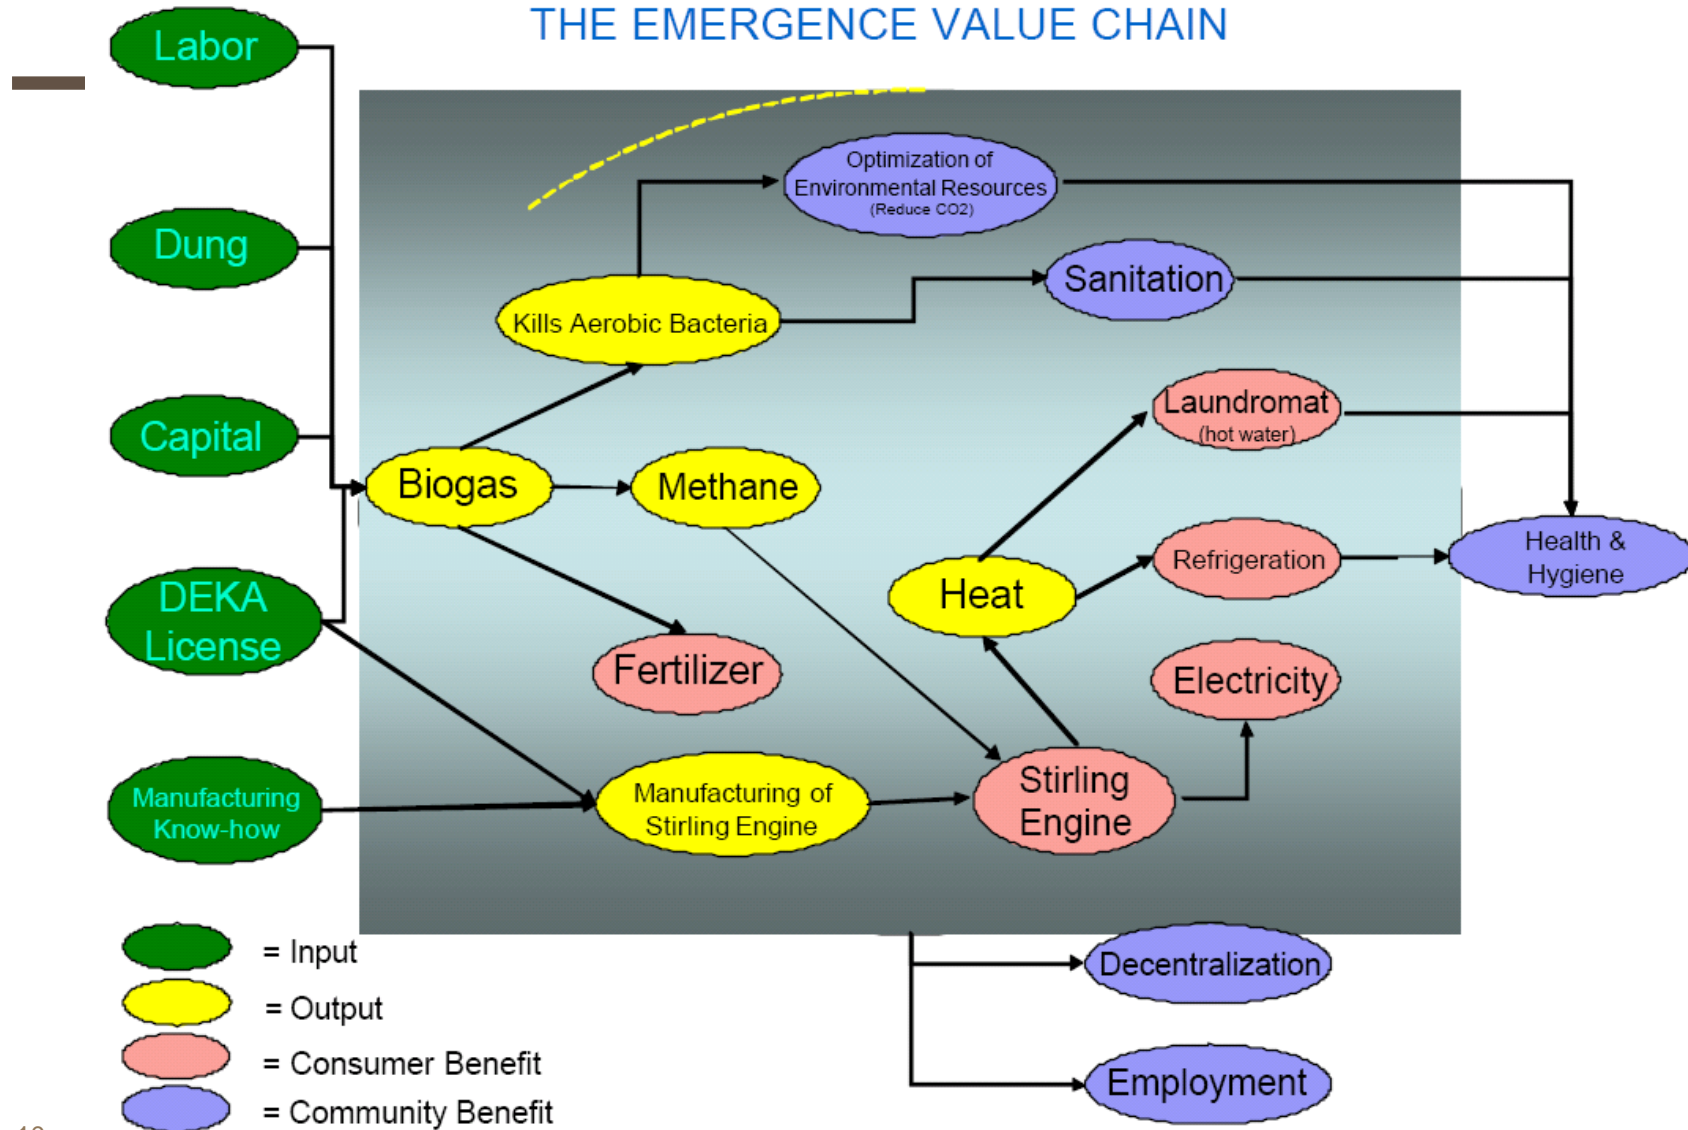 THE EMERGENCE VALUE CHAIN
Labor
Dung
Capital
DEKA
License
Manufacturing
Know-how
Optimization of
Environmental Resources
(Reduce CO2)
Sanitation
Kills Aerobic Bacteria
Laundromat
(hot water)
Biogas
Methane
Health &
Hygiene
Refrigeration
Heat
Fertilizer
Electricity
Manufacturing of
Stirling Engine
Stirling
Engine
= Input
= Output
= Consumer Benefit
= Community Benefit
Decentralization
Employment